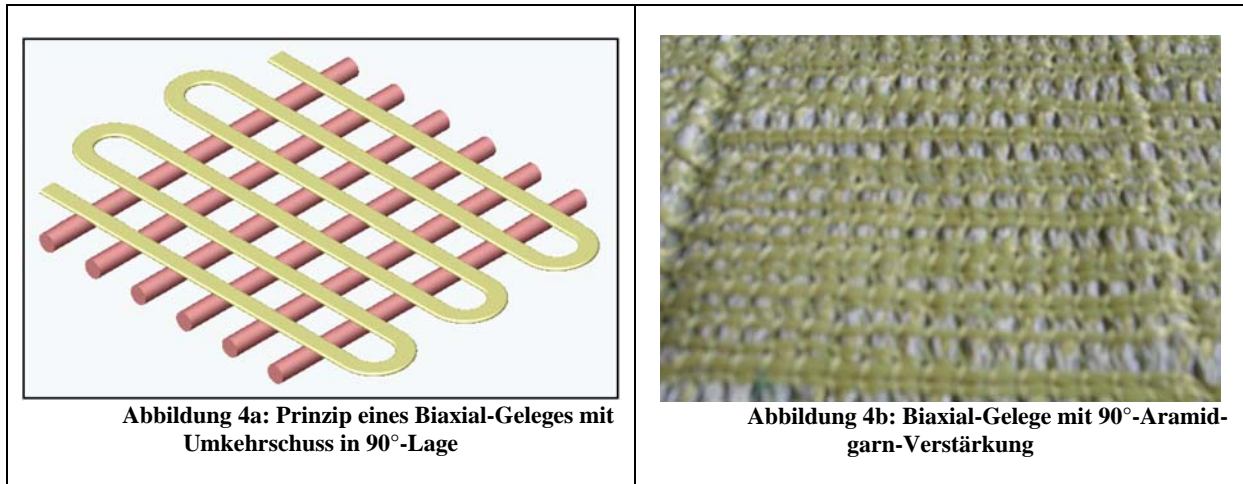 Abbildung 4a: Prinzip eines Biaxial-Geleges mit
Umkehrschuss in 90°-Lage
Abbildung 4b: Biaxial-Gelege mit 90°-Aramid-
garn-Verstärkung